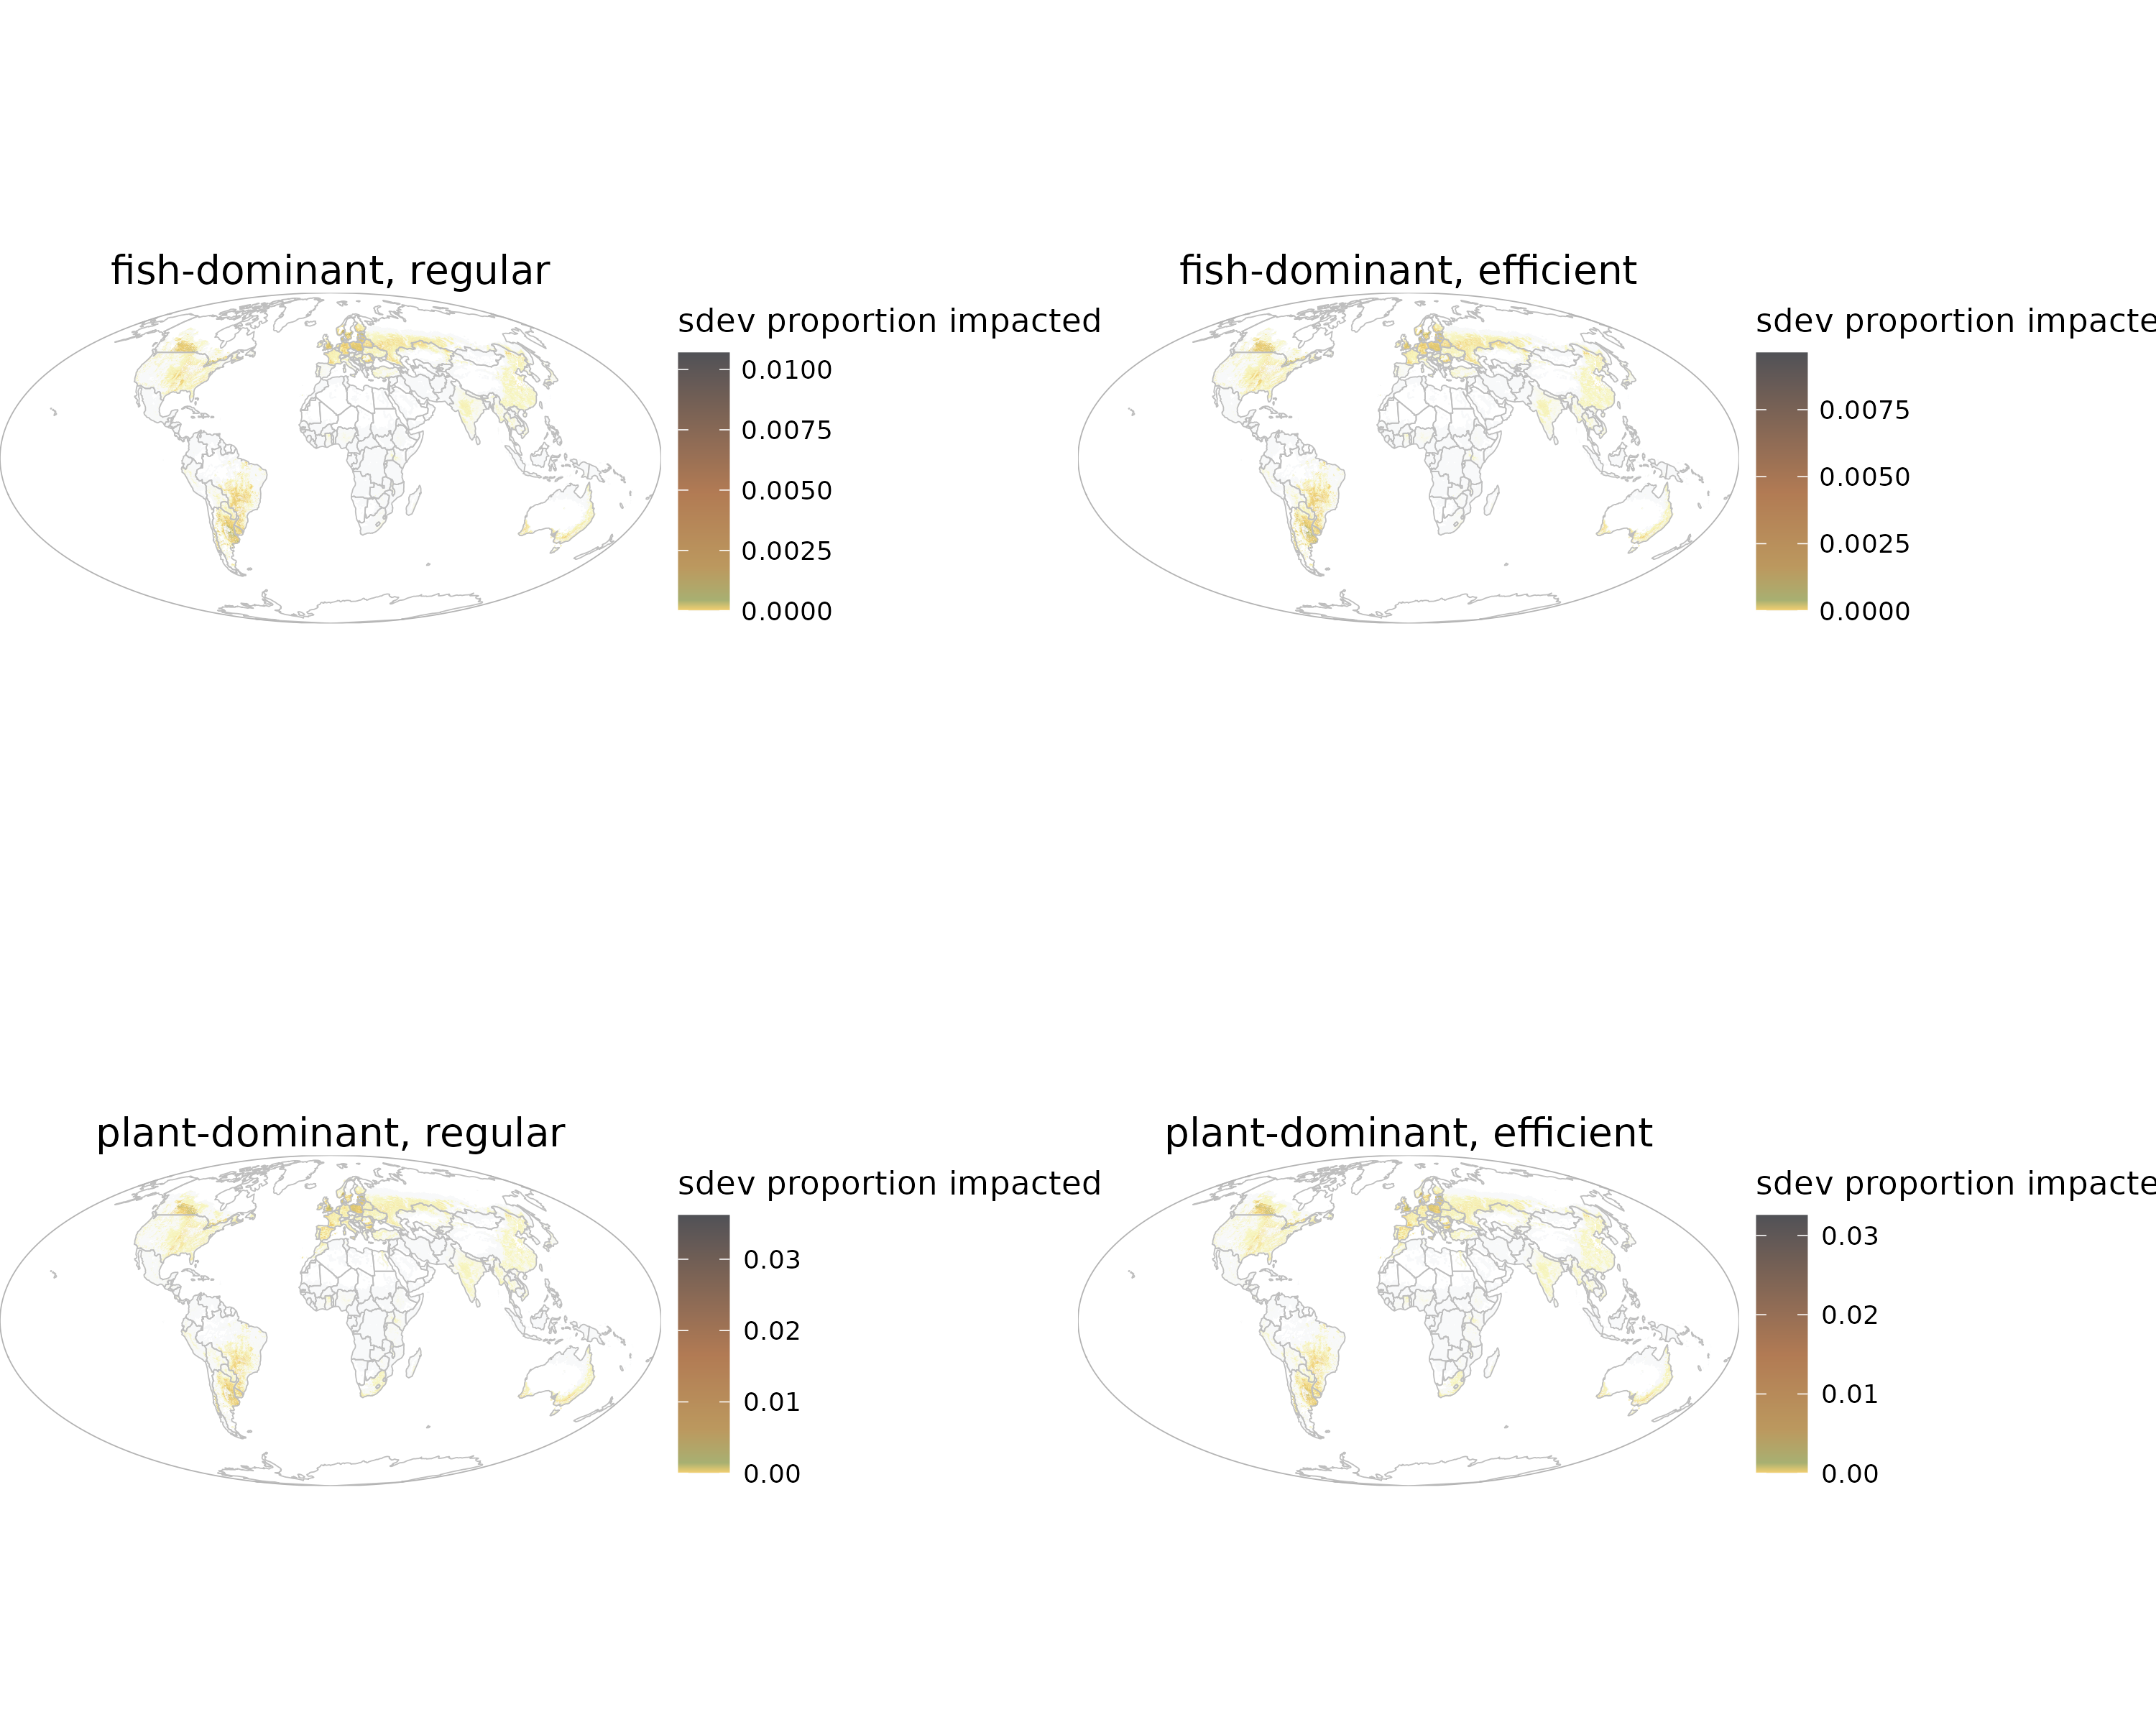 fish-dominant, regular
sdev proportion impacted
0.0100
0.0075
0.0050
0.0025
0.0000
fish-dominant, efficient
sdev proportion impacte
0.0075
0.0050
0.0025
0.0000
plant-dominant, regular
sdev proportion impacted
0.03
0.02
0.01
0.00
plant-dominant, efficient
sdev proportion impacte
0.03
0.02
0.01
0.00